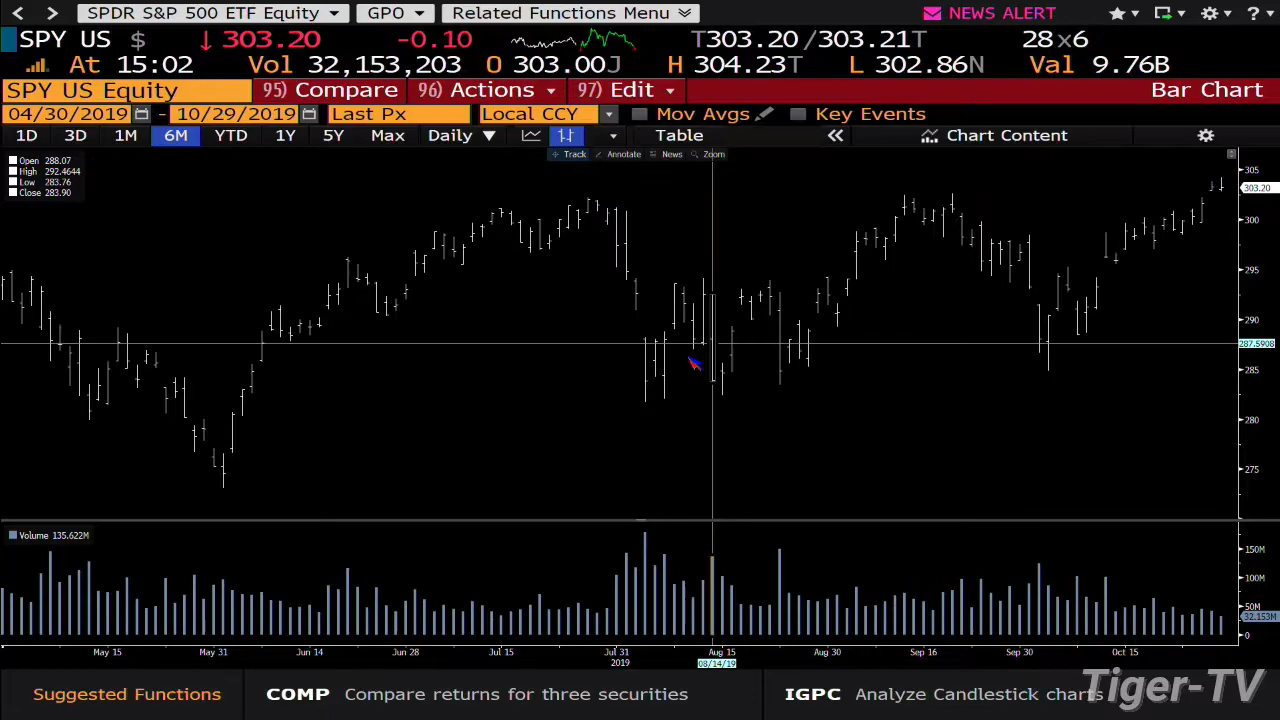 SPDR S&P 500 ETF Equity GPO Related Functions Menu NEWS ALERT ?
SPY US $ ↓ 303.20 -0.10 T303.20 /303.21T 28x6
At 15:02 Vol 32,153,203 O 303.00J H 304.23T L 302.86N Val 9.76B
SPY US Equity 95) Compare 96) Actions 97) Edit Bar Chart
04/30/2019 - 10/29/2019 Last Px Local CCY Mov Avgs Key Events
1D 3D 1M 6M YTD 1Y 5Y Max Daily ▼ Table « Chart Content
Track Annotate News Zoom
Open 288.07
High 292.4644
Low 283.76
Close 283.90
305
303.20
300
295
290
287.5908
285
280
275
Volume 135.622M
150M
100M
50M
32.153M
0
May 15 May 31 Jun 14 Jun 28 Jul 15 Jul 31 Aug 15 Aug 30 Sep 16 Sep 30 Oct 15
2019 08/14/19
Suggested Functions COMP Compare returns for three securities IGPC Analyze Candlestick charts
Tiger-TV